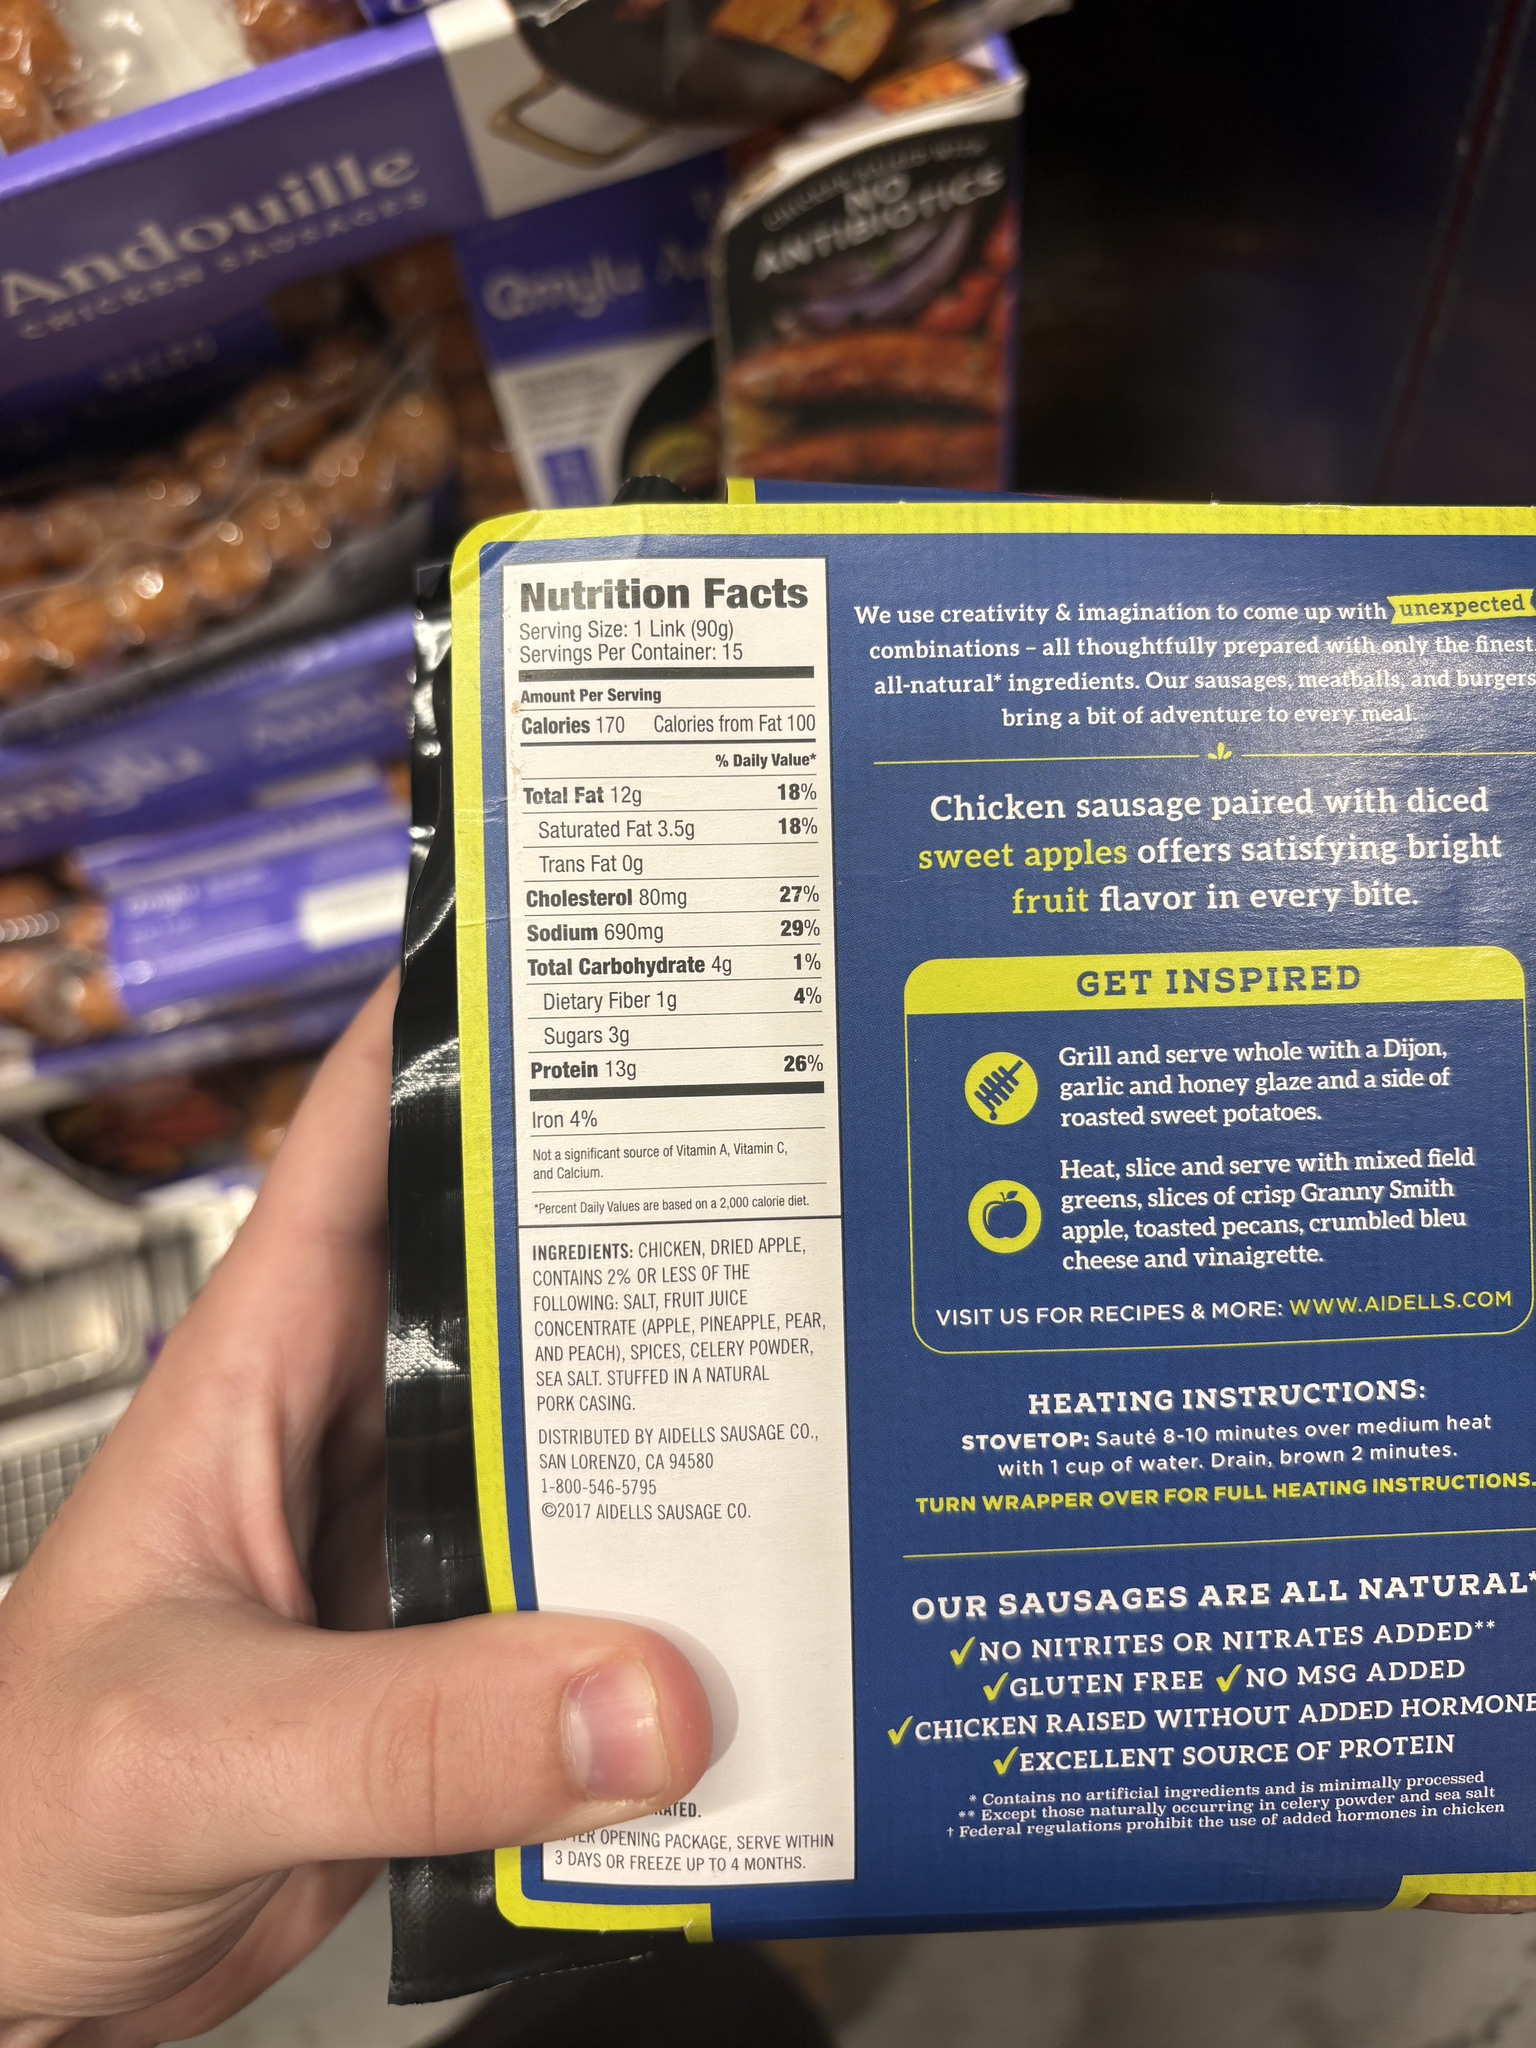 Andouille
CHICKEN SAUSAGES
Amylu
NO
ANTIBIOTICS
Nutrition Facts
Serving Size: 1 Link (90g)
Servings Per Container: 15
Amount Per Serving
Calories 170 Calories from Fat 100
% Daily Value*
Total Fat 12g 18%
Saturated Fat 3.5g 18%
Trans Fat 0g
Cholesterol 80mg 27%
Sodium 690mg 29%
Total Carbohydrate 4g 1%
Dietary Fiber 1g 4%
Sugars 3g
Protein 13g 26%
Iron 4%
Not a significant source of Vitamin A, Vitamin C,
and Calcium.
*Percent Daily Values are based on a 2,000 calorie diet.
INGREDIENTS: CHICKEN, DRIED APPLE,
CONTAINS 2% OR LESS OF THE
FOLLOWING: SALT, FRUIT JUICE
CONCENTRATE (APPLE, PINEAPPLE, PEAR,
AND PEACH), SPICES, CELERY POWDER,
SEA SALT. STUFFED IN A NATURAL
PORK CASING.
DISTRIBUTED BY AIDELLS SAUSAGE CO.,
SAN LORENZO, CA 94580
1-800-546-5795
©2017 AIDELLS SAUSAGE CO.
OPENING PACKAGE, SERVE WITHIN
3 DAYS OR FREEZE UP TO 4 MONTHS.
We use creativity & imagination to come up with unexpected
combinations – all thoughtfully prepared with only the finest
all-natural* ingredients. Our sausages, meatballs, and burgers
bring a bit of adventure to every meal.
Chicken sausage paired with diced
sweet apples offers satisfying bright
fruit flavor in every bite.
GET INSPIRED
Grill and serve whole with a Dijon,
garlic and honey glaze and a side of
roasted sweet potatoes.
Heat, slice and serve with mixed field
greens, slices of crisp Granny Smith
apple, toasted pecans, crumbled bleu
cheese and vinaigrette.
VISIT US FOR RECIPES & MORE: WWW.AIDELLS.COM
HEATING INSTRUCTIONS:
STOVETOP: Sauté 8-10 minutes over medium heat
with 1 cup of water. Drain, brown 2 minutes.
TURN WRAPPER OVER FOR FULL HEATING INSTRUCTIONS.
OUR SAUSAGES ARE ALL NATURAL*
✓NO NITRITES OR NITRATES ADDED**
✓GLUTEN FREE ✓NO MSG ADDED
✓CHICKEN RAISED WITHOUT ADDED HORMONE
✓EXCELLENT SOURCE OF PROTEIN
* Contains no artificial ingredients and is minimally processed
** Except those naturally occurring in celery powder and sea salt
† Federal regulations prohibit the use of added hormones in chicken